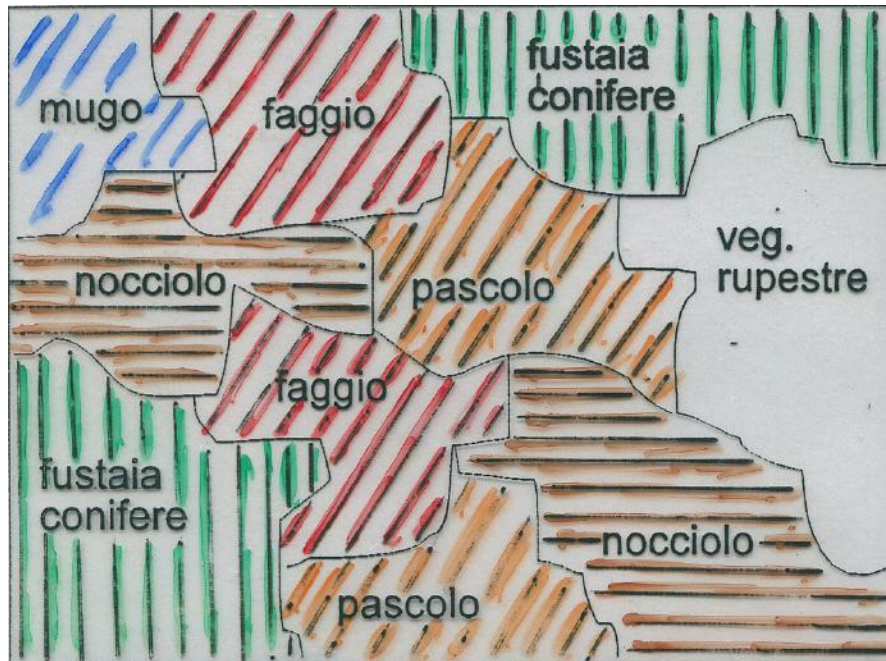 fustaia
conifere
mugo
faggio
veg.
rupestre
nocciolo
pascolo
faggio
fustaia
conifere
nocciolo
pascolo